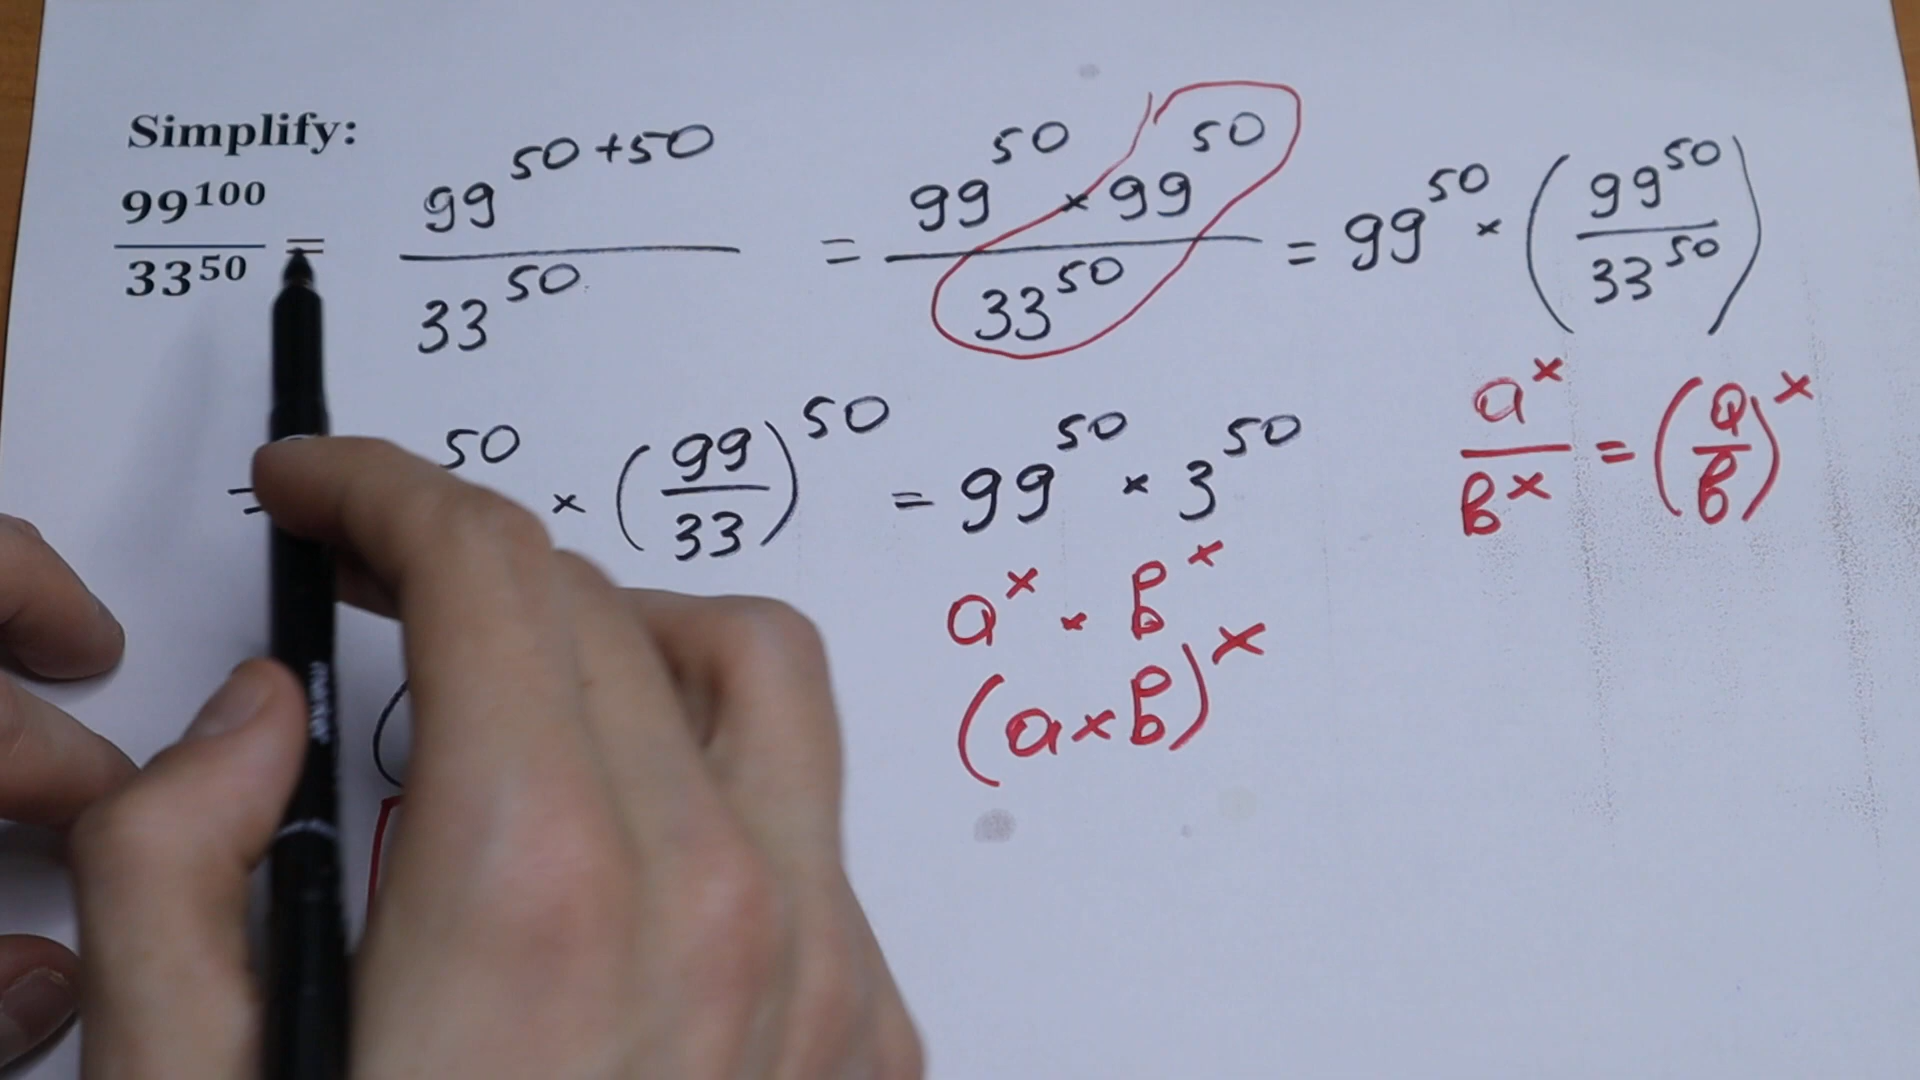 Simplify:
99^100 / 33^50 = 99^(50+50) / 33^50 = 99^50 × 99^50 / 33^50 = 99^50 × (99^50 / 33^50)
= ^50 × (99 / 33)^50 = 99^50 × 3^50
a^x / B^x = (a / B)^x
a^x × B^x
(a × B)^x
(